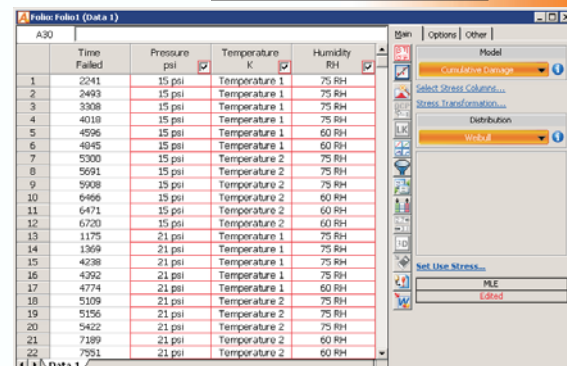 Folio: Folio1 (Data 1)
A30
Main Options Other
Time Failed Pressure psi Temperature K Humidity RH
1 2241 15 psi Temperature 1 75 RH
2 2493 15 psi Temperature 1 75 RH
3 3308 15 psi Temperature 1 75 RH
4 4018 15 psi Temperature 1 75 RH
5 4596 15 psi Temperature 1 60 RH
6 4845 15 psi Temperature 1 60 RH
7 5300 15 psi Temperature 2 75 RH
8 5691 15 psi Temperature 2 75 RH
9 5908 15 psi Temperature 2 75 RH
10 6466 15 psi Temperature 2 60 RH
11 6471 15 psi Temperature 2 60 RH
12 6720 15 psi Temperature 2 60 RH
13 1175 21 psi Temperature 1 75 RH
14 1369 21 psi Temperature 1 75 RH
15 4238 21 psi Temperature 1 75 RH
16 4392 21 psi Temperature 1 75 RH
17 4774 21 psi Temperature 1 60 RH
18 5109 21 psi Temperature 2 75 RH
19 5156 21 psi Temperature 2 75 RH
20 5422 21 psi Temperature 2 75 RH
21 7189 21 psi Temperature 2 60 RH
22 7551 21 psi Temperature 2 60 RH
Data 1
Model
Cumulative Damage
Select Stress Columns...
Stress Transformation...
Distribution
Weibull
Set Use Stress...
MLE
Edited